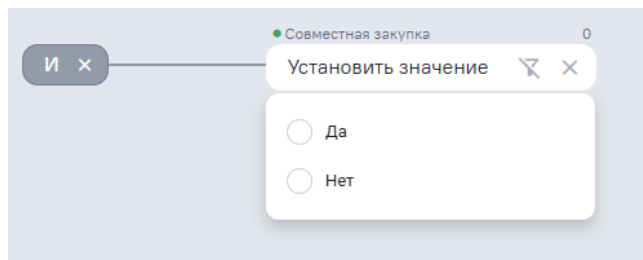 Совместная закупка 0
И ×
Установить значение ×
Да
Нет